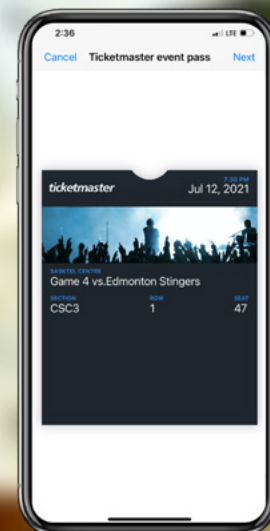 2:36
LTE
Cancel Ticketmaster event pass Next
ticketmaster
7:30 PM
Jul 12, 2021
SASKTEL CENTRE
Game 4 vs.Edmonton Stingers
SECTION ROW SEAT
CSC3 1 47